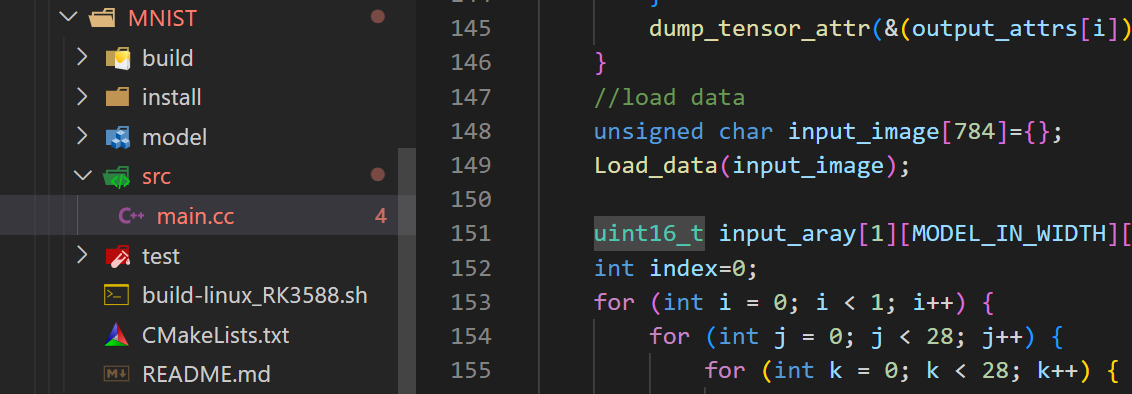 MNIST
build
install
model
src
C++ main.cc 4
test
build-linux_RK3588.sh
CMakeLists.txt
README.md
145 dump_tensor_attr(&(output_attrs[i])
146 }
147 //load data
148 unsigned char input_image[784]={};
149 Load_data(input_image);
150
151 uint16_t input_aray[1][MODEL_IN_WIDTH][
152 int index=0;
153 for (int i = 0; i < 1; i++) {
154 for (int j = 0; j < 28; j++) {
155 for (int k = 0; k < 28; k++) {